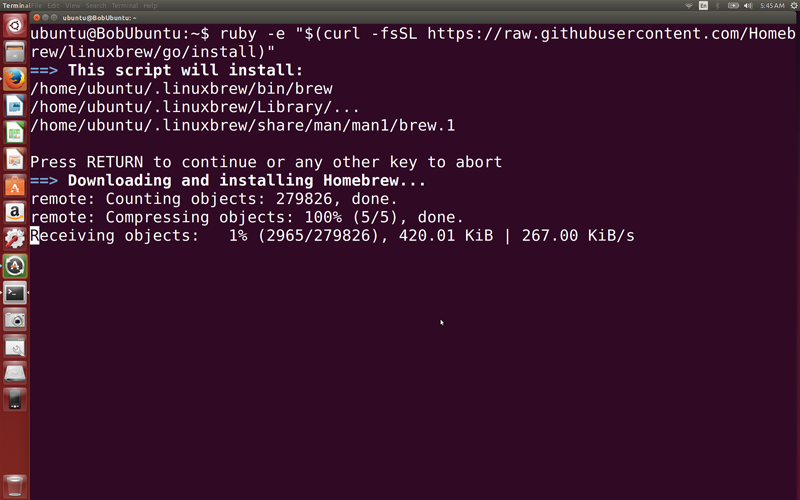 Terminal File Edit View Search Terminal Help
En
5:45 AM
ubuntu@BobUbuntu: ~
ubuntu@BobUbuntu:~$ ruby -e "$(curl -fsSL https://raw.githubusercontent.com/Homeb
rew/linuxbrew/go/install)"
==> This script will install:
/home/ubuntu/.linuxbrew/bin/brew
/home/ubuntu/.linuxbrew/Library/...
/home/ubuntu/.linuxbrew/share/man/man1/brew.1
Press RETURN to continue or any other key to abort
==> Downloading and installing Homebrew...
remote: Counting objects: 279826, done.
remote: Compressing objects: 100% (5/5), done.
Receiving objects:   1% (2965/279826), 420.01 KiB | 267.00 KiB/s